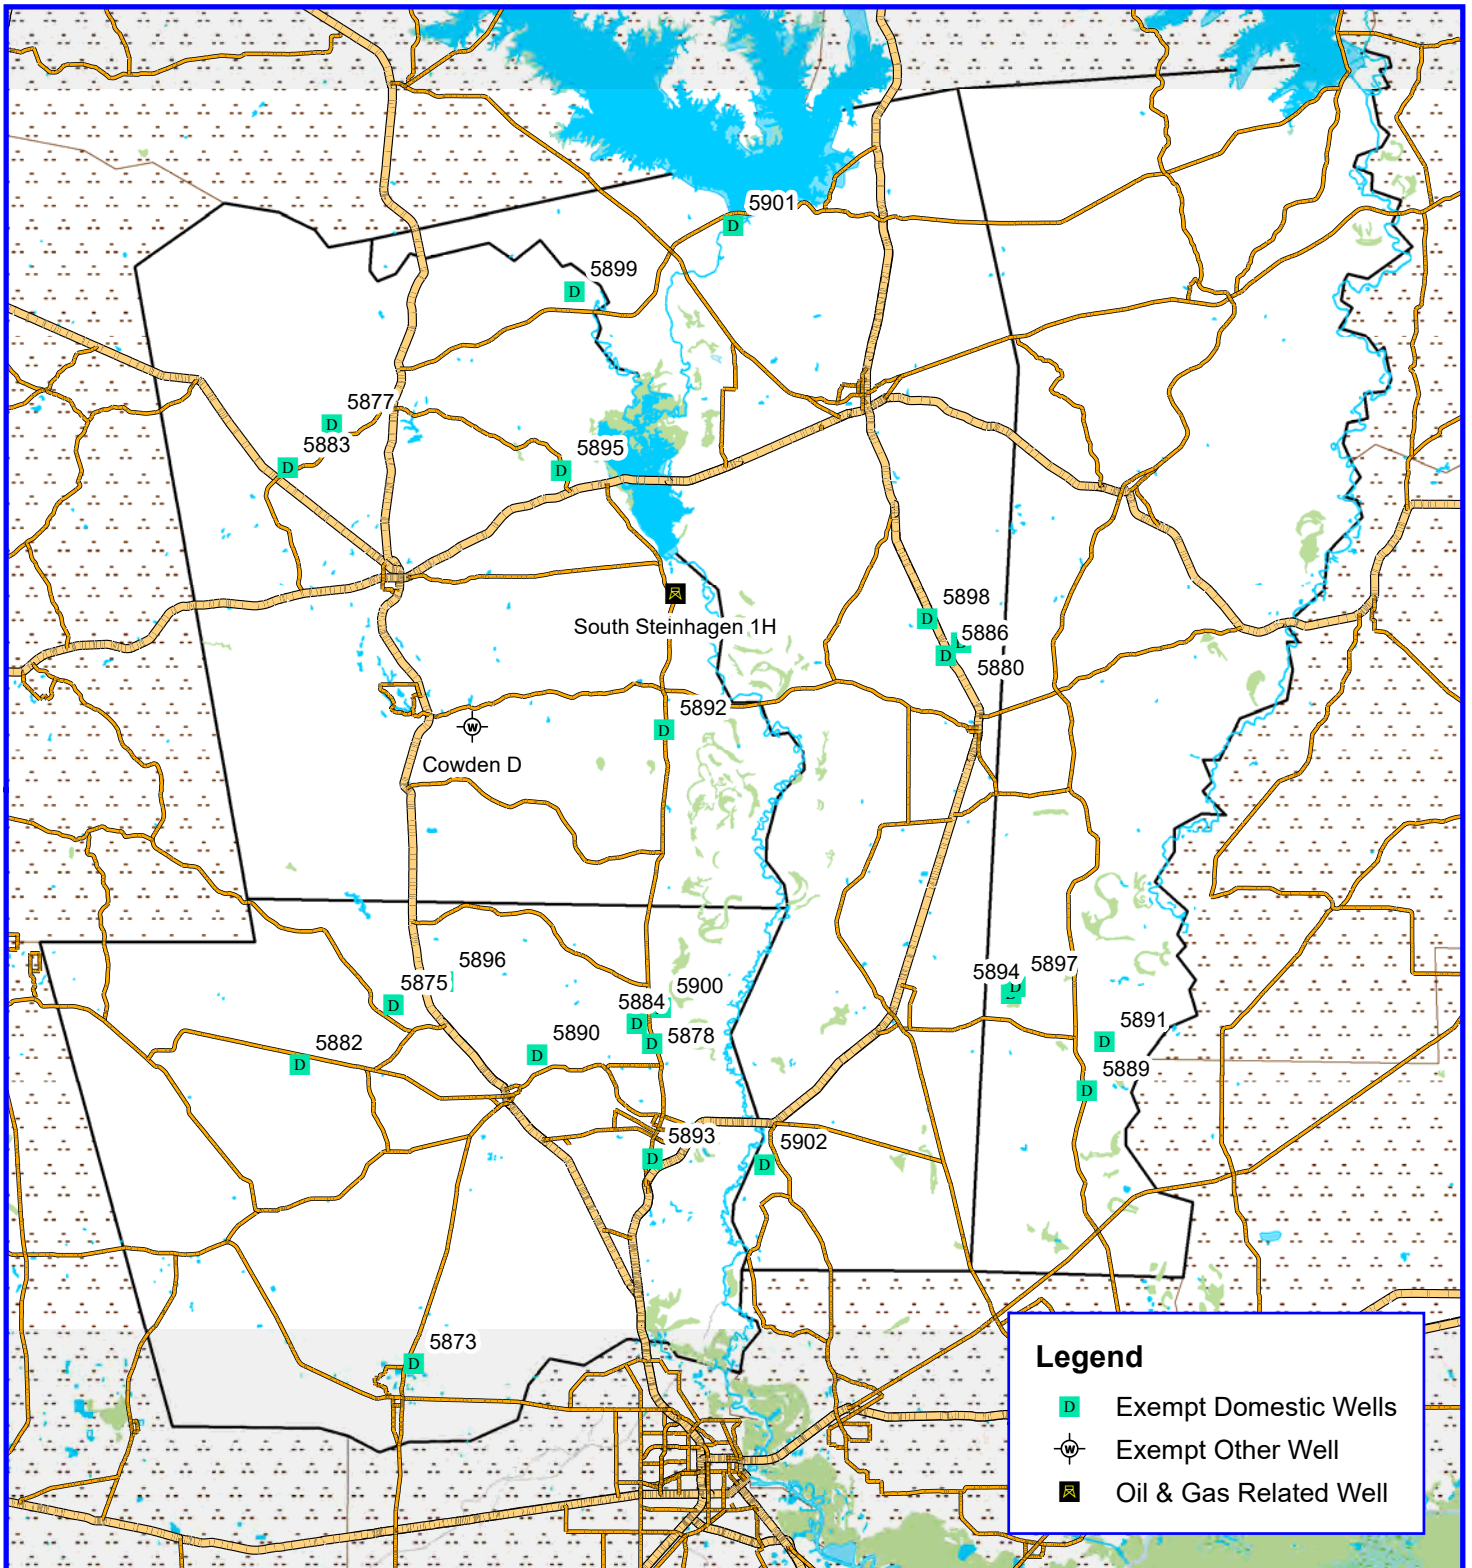 5901
D
5899
D
5877
D
5883
D
5895
D
South Steinhagen 1H
5898
D
5886
D
D
5880
5892
D
W
Cowden D
5896
5875
D
5894
5897
D
D
5900
5884
D
5878
D
5882
D
5890
D
5891
D
5889
D
5893
D
5902
D
5873
D
Legend
D Exempt Domestic Wells
W Exempt Other Well
Oil & Gas Related Well